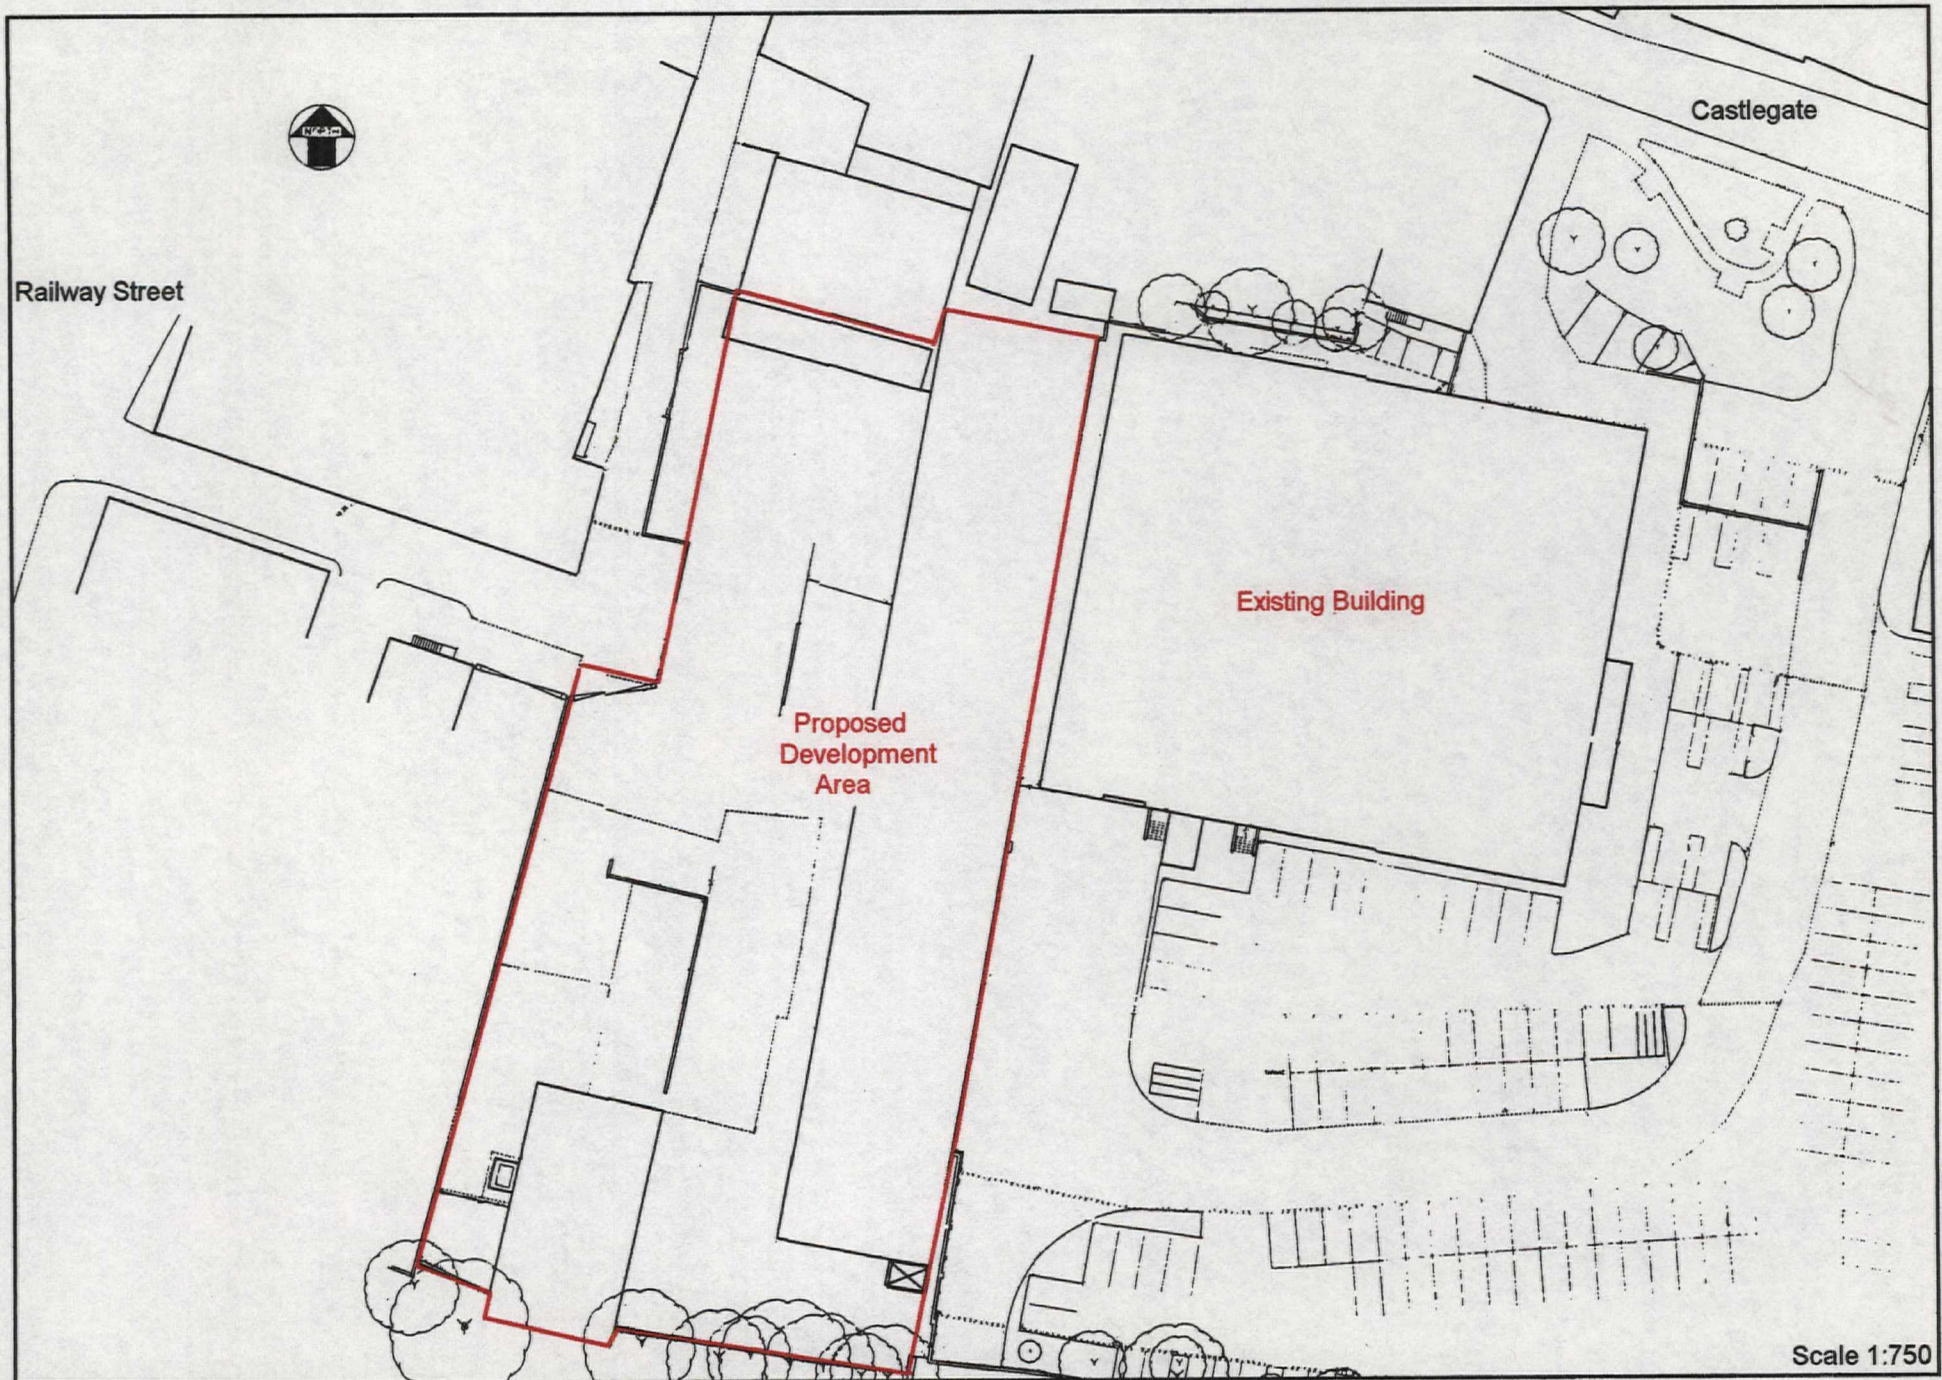 Castlegate
Railway Street
Existing Building
Proposed
Development
Area
Scale 1:750